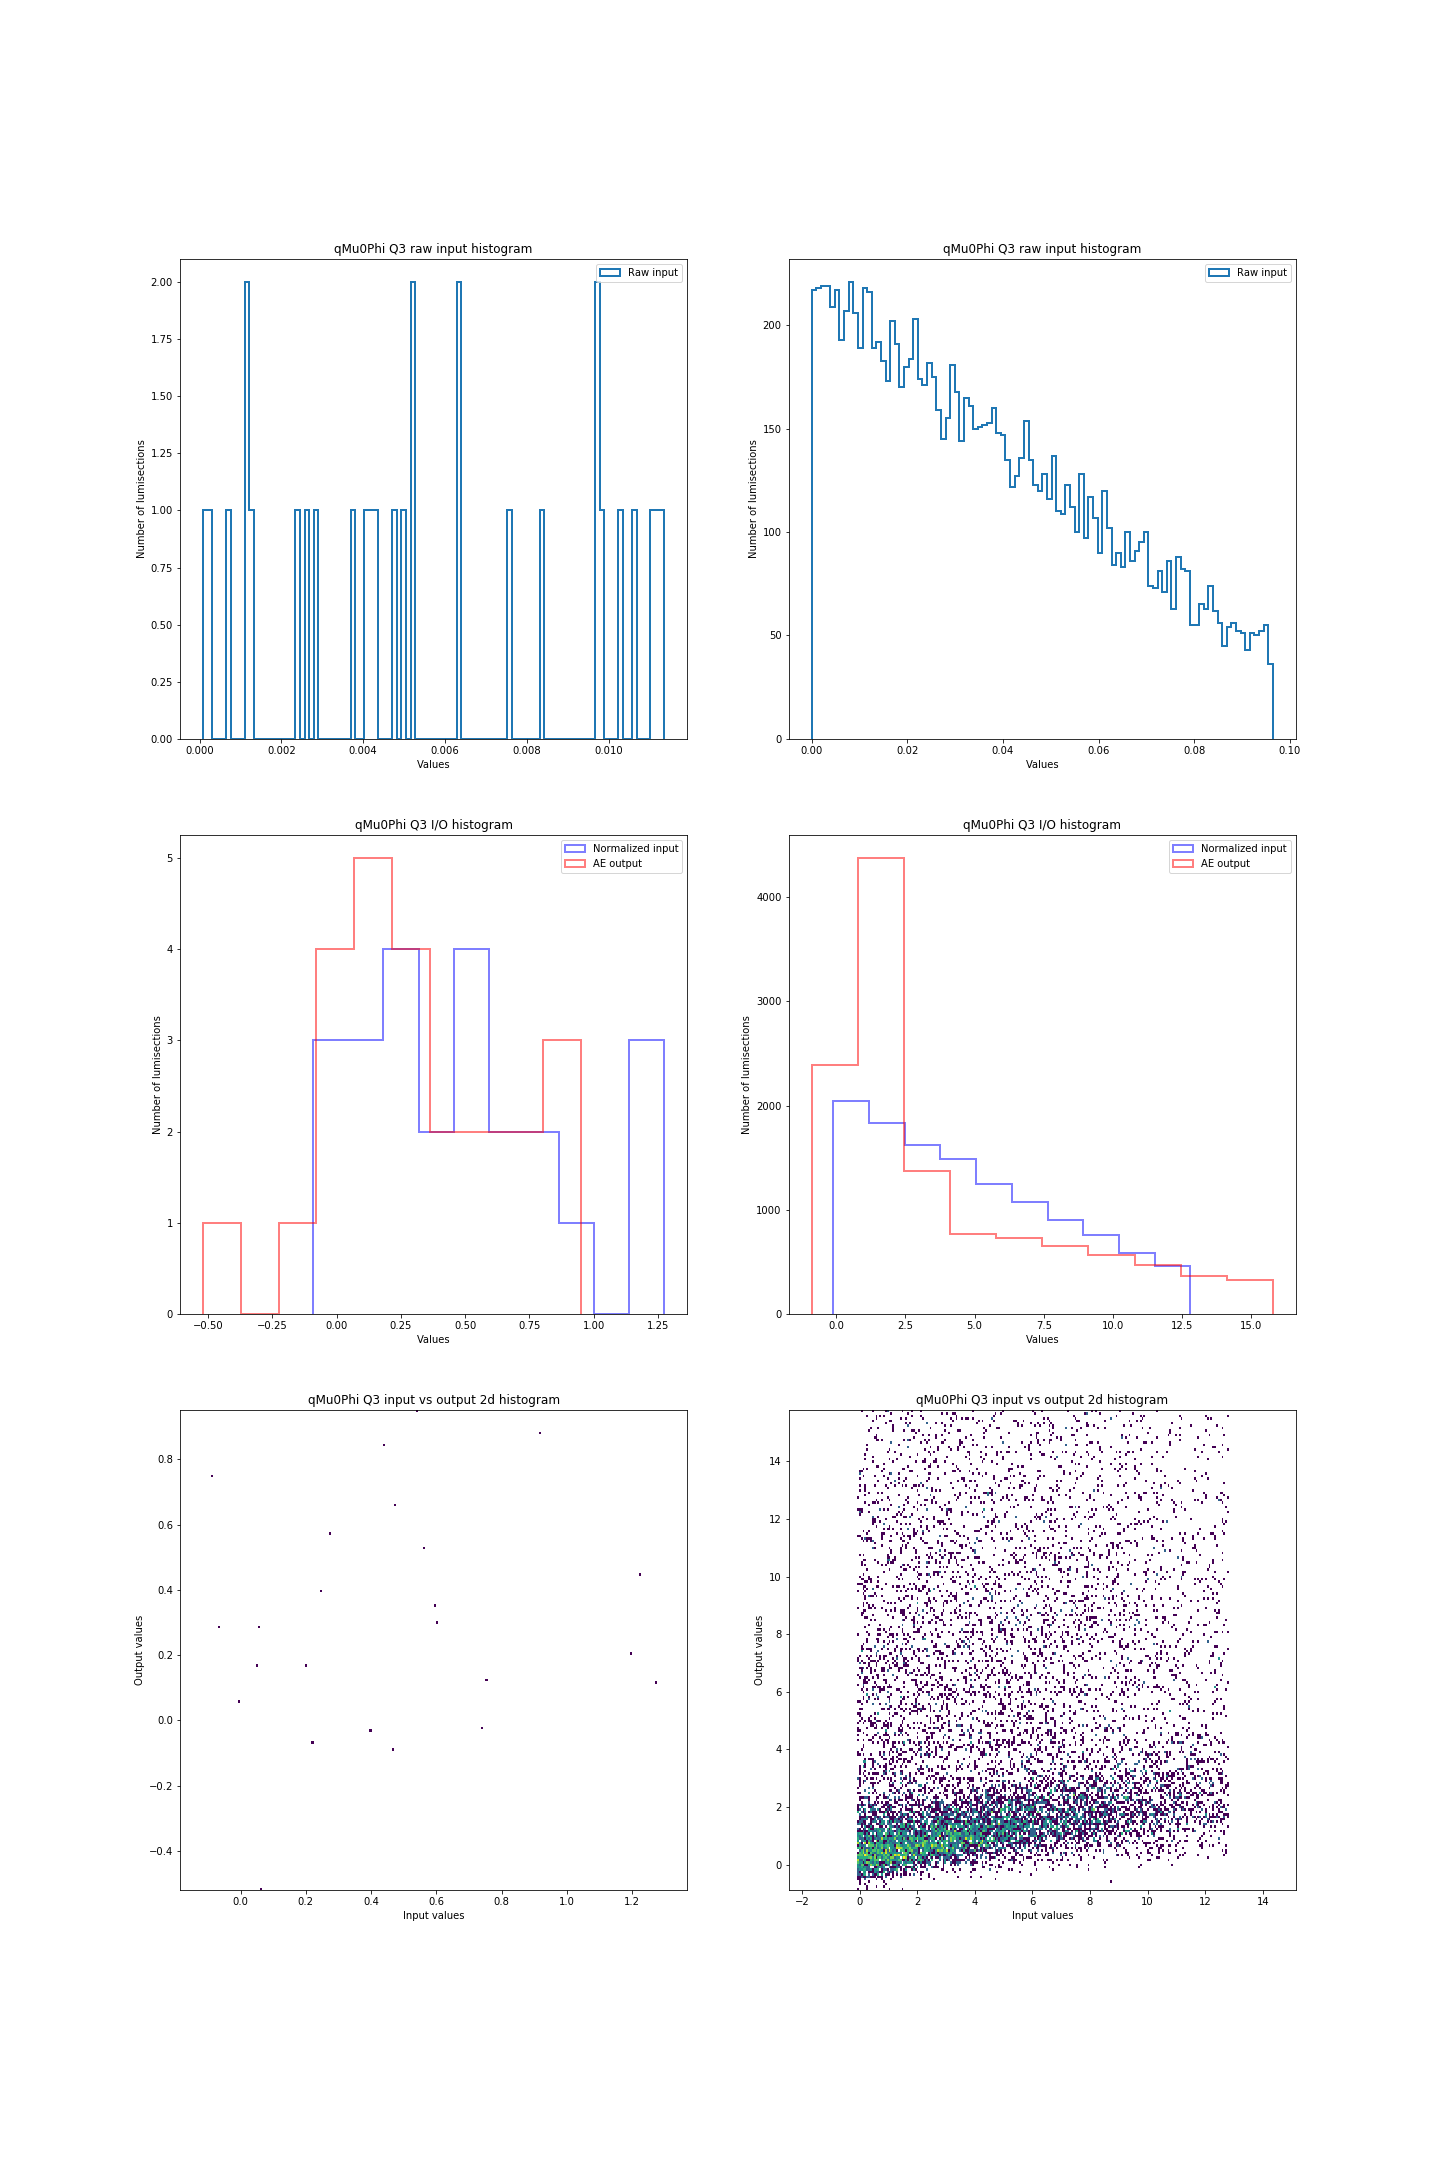 qMu0Phi Q3 raw input histogram
Raw input
2.00
1.75
1.50
1.25
1.00
0.75
0.50
0.25
0.00
Number of lumisections
0.000 0.002 0.004 0.006 0.008 0.010
Values
qMu0Phi Q3 raw input histogram
Raw input
200
150
100
50
0
Number of lumisections
0.00 0.02 0.04 0.06 0.08 0.10
Values
qMu0Phi Q3 I/O histogram
Normalized input
AE output
5
4
3
2
1
0
Number of lumisections
−0.50 −0.25 0.00 0.25 0.50 0.75 1.00 1.25
Values
qMu0Phi Q3 I/O histogram
Normalized input
AE output
4000
3000
2000
1000
0
Number of lumisections
0.0 2.5 5.0 7.5 10.0 12.5 15.0
Values
qMu0Phi Q3 input vs output 2d histogram
0.8
0.6
0.4
0.2
0.0
−0.2
−0.4
Output values
0.0 0.2 0.4 0.6 0.8 1.0 1.2
Input values
qMu0Phi Q3 input vs output 2d histogram
14
12
10
8
6
4
2
0
Output values
−2 0 2 4 6 8 10 12 14
Input values